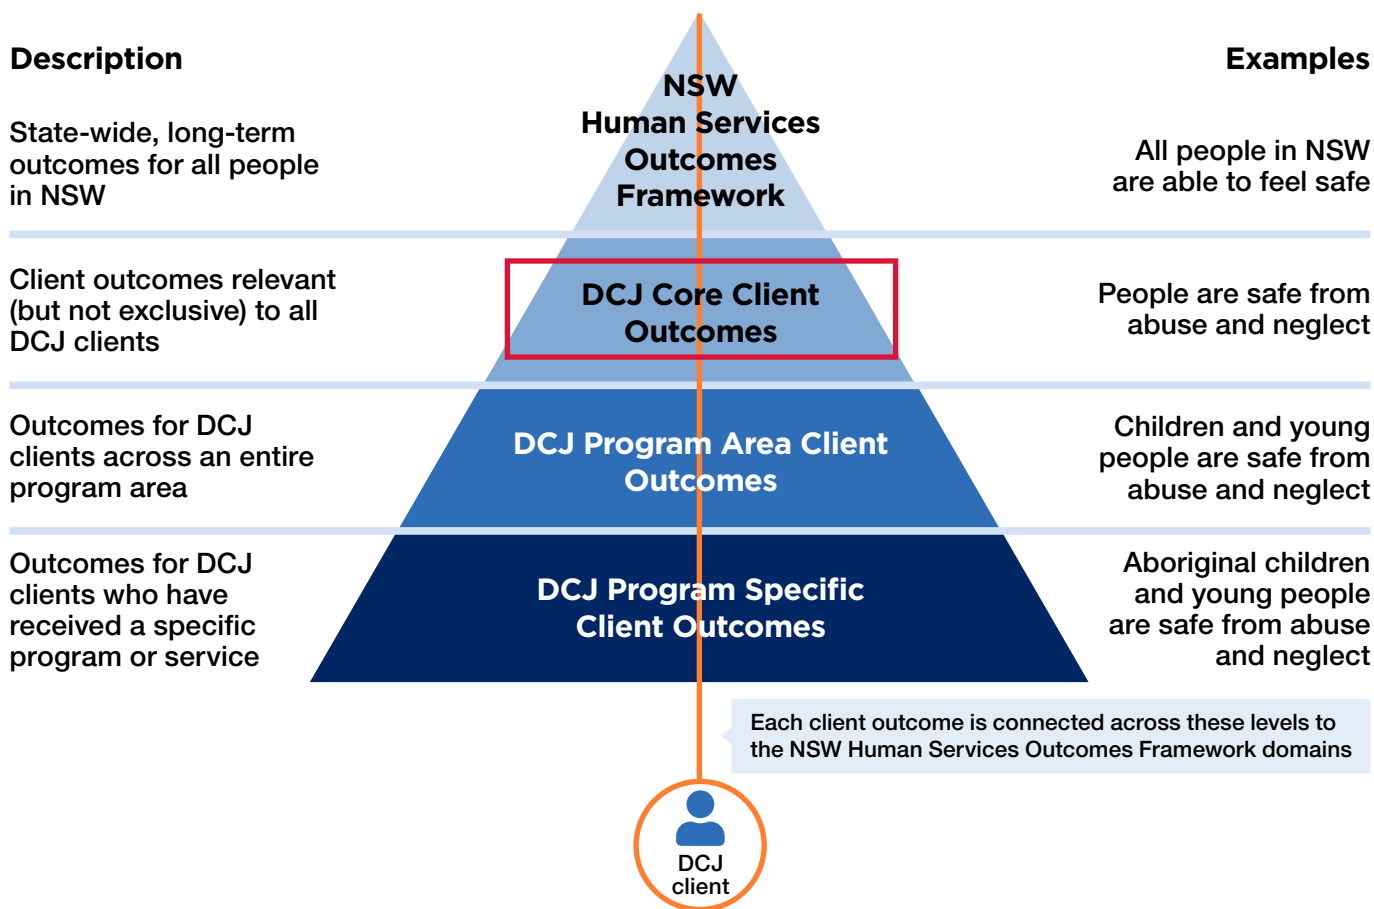 Description
Examples
NSW
Human Services
Outcomes
Framework
State-wide, long-term
outcomes for all people
in NSW
All people in NSW
are able to feel safe
Client outcomes relevant
(but not exclusive) to all
DCJ clients
DCJ Core Client
Outcomes
People are safe from
abuse and neglect
Outcomes for DCJ
clients across an entire
program area
DCJ Program Area Client
Outcomes
Children and young
people are safe from
abuse and neglect
Outcomes for DCJ
clients who have
received a specific
program or service
DCJ Program Specific
Client Outcomes
Aboriginal children
and young people
are safe from abuse
and neglect
Each client outcome is connected across these levels to
the NSW Human Services Outcomes Framework domains
DCJ
client